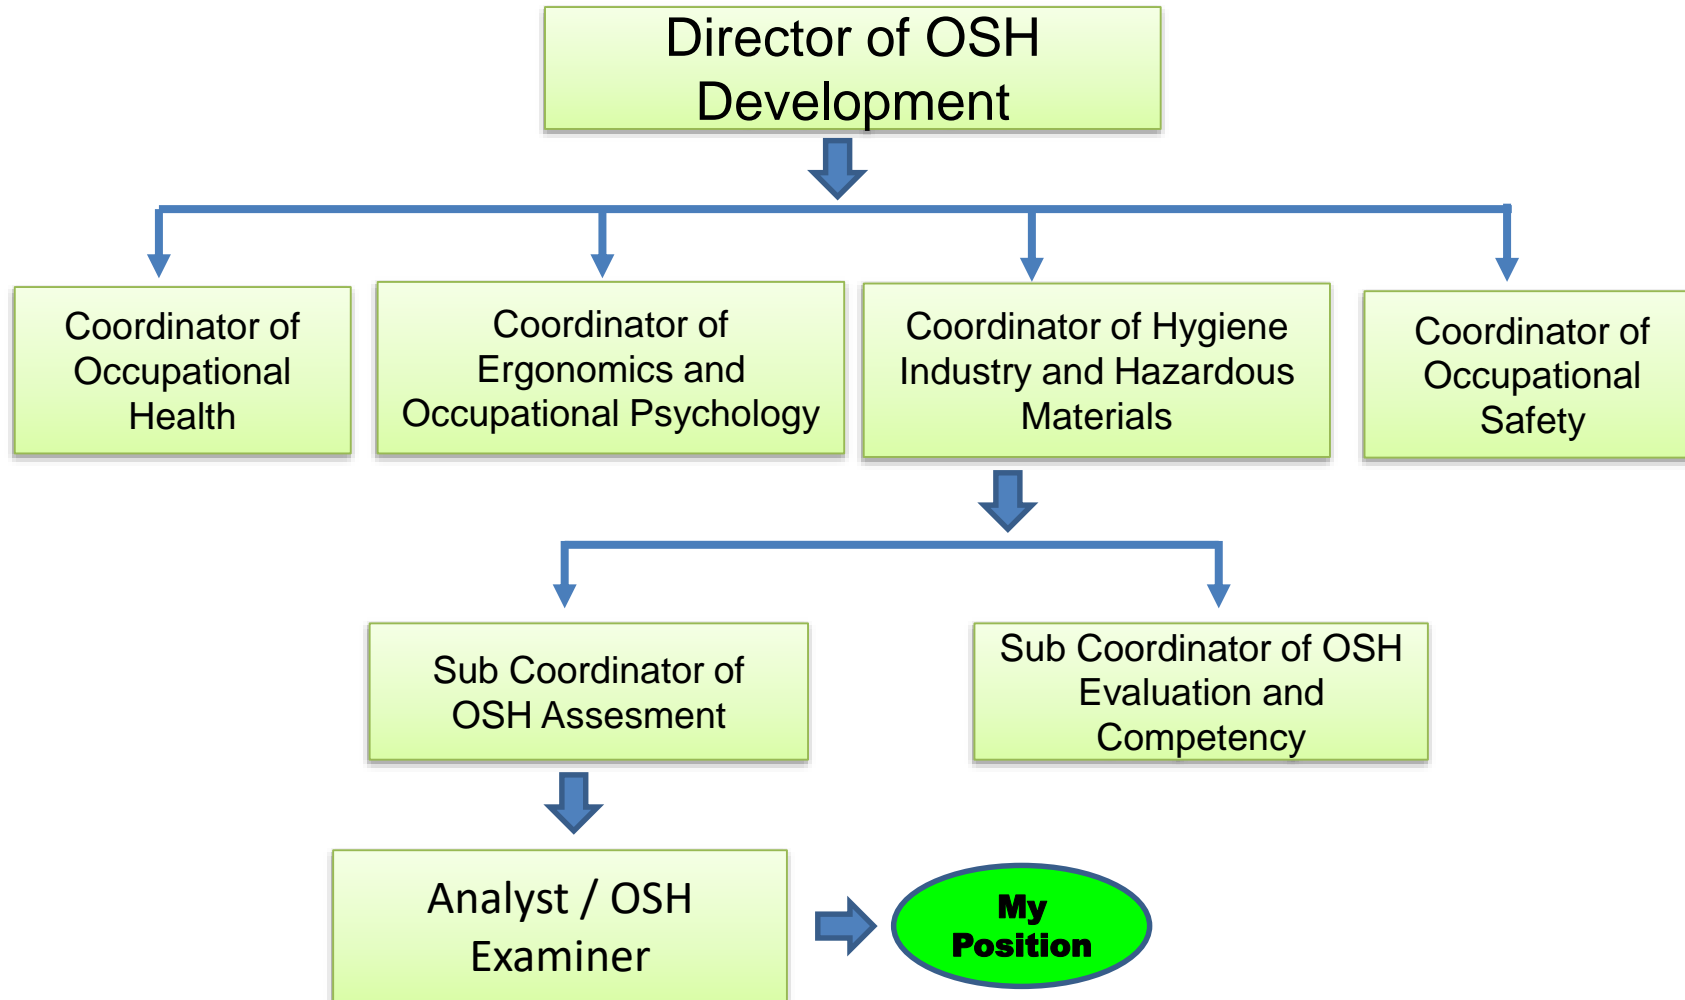 Director of OSH
Development
Coordinator of
Occupational
Health
Coordinator of
Ergonomics and
Occupational Psychology
Coordinator of Hygiene
Industry and Hazardous
Materials
Coordinator of
Occupational
Safety
Sub Coordinator of
OSH Assesment
Sub Coordinator of OSH
Evaluation and
Competency
Analyst / OSH
Examiner
My
Position